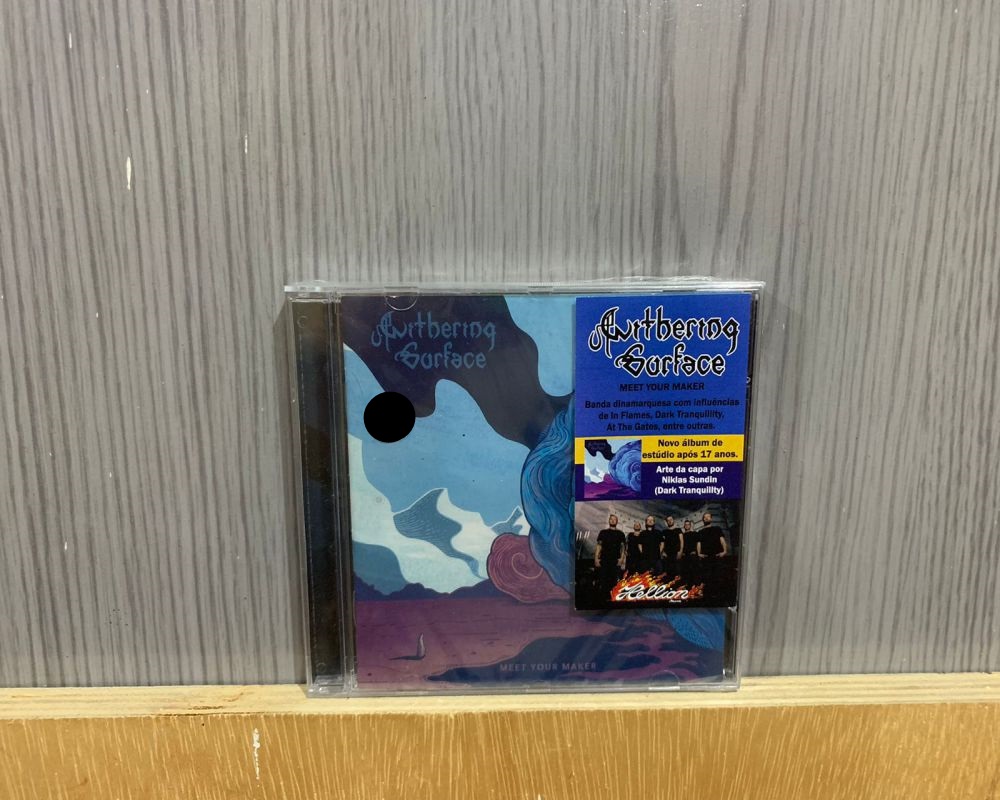 Withering
Surface
MEET YOUR MAKER
Withering
Surface
MEET YOUR MAKER
Banda dinamarquesa com influências
de In Flames, Dark Tranquillity,
At The Gates, entre outras.
Novo álbum de
estúdio após 17 anos.
Arte da capa por
Niklas Sundin
(Dark Tranquility)
Hellion